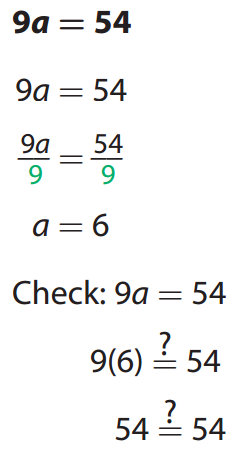 9a = 54
9a = 54
9a/9 = 54/9
a = 6
Check: 9a = 54
9(6) ≟ 54
54 ≟ 54